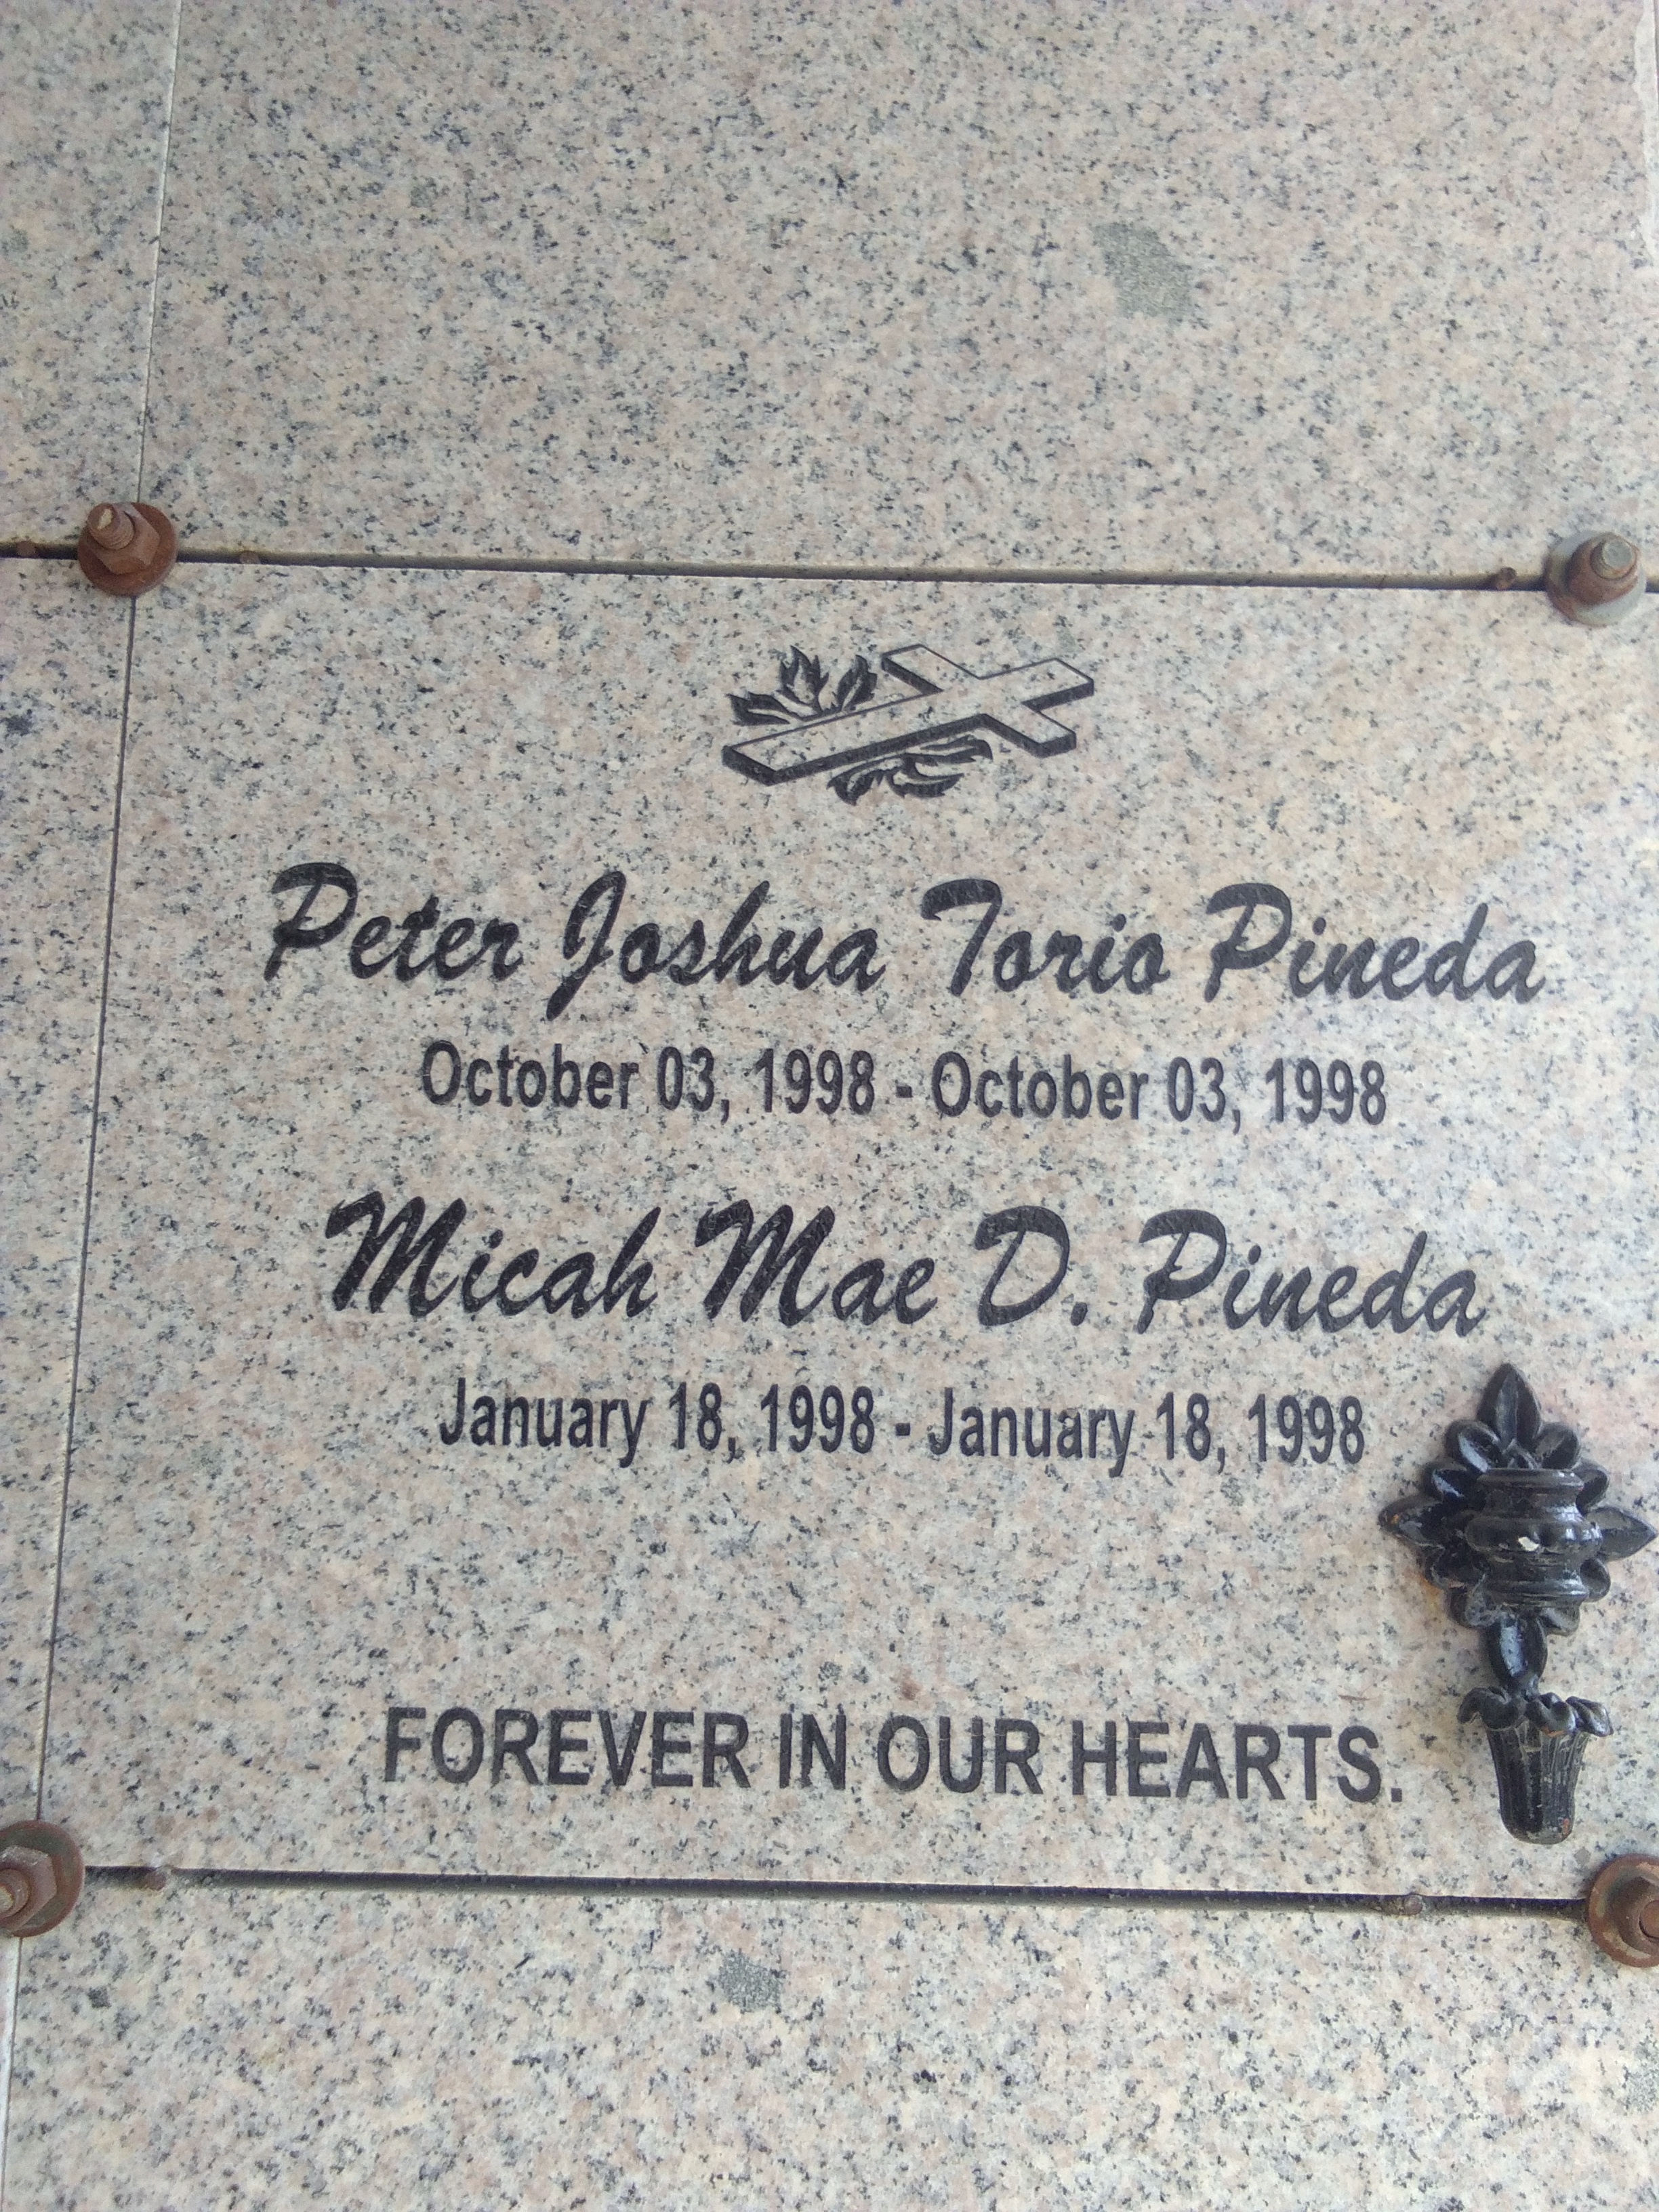 Peter Joshua Torio Pineda
October 03, 1998 - October 03, 1998
Micah Mae D. Pineda
January 18, 1998 - January 18, 1998
FOREVER IN OUR HEARTS.